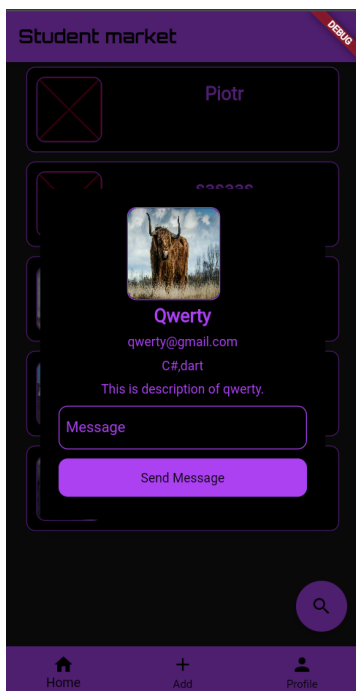 Student market
DEBUG
Piotr
sasaas
Qwerty
qwerty@gmail.com
C#,dart
This is description of qwerty.
Message
Send Message
Home
Add
Profile